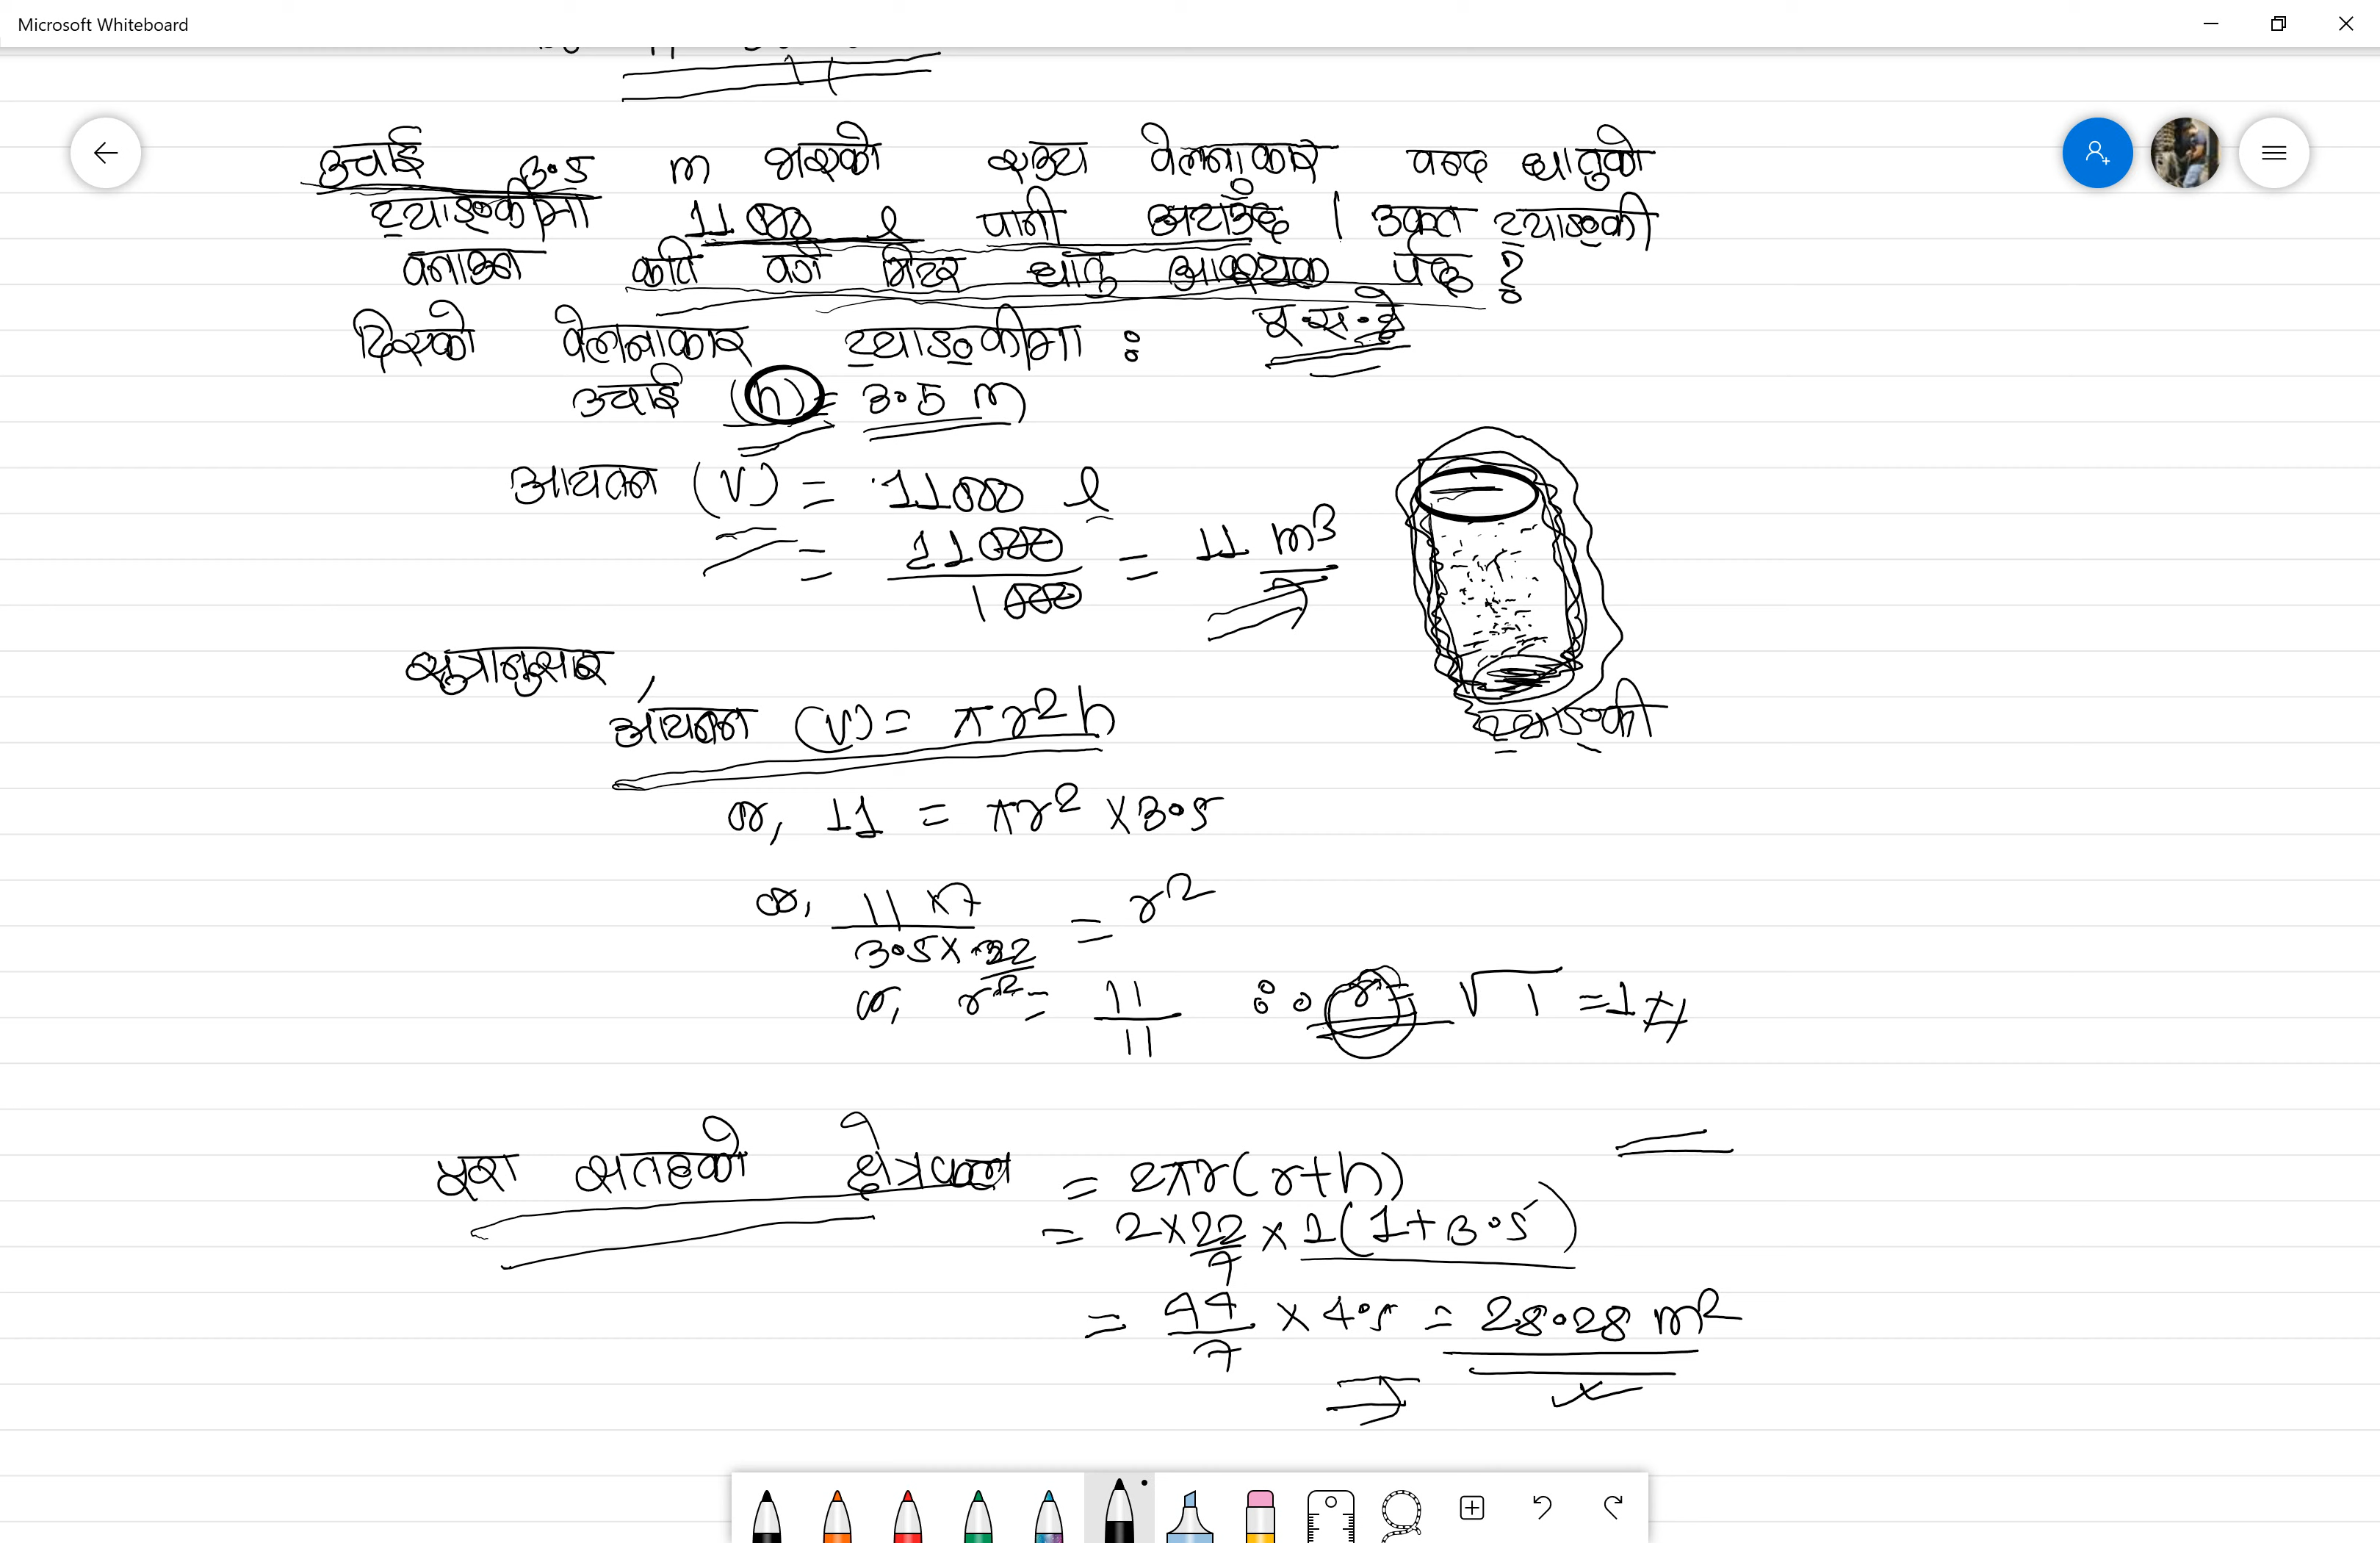 Microsoft Whiteboard
उचाई 3.5 m भएको एउटा वेलनाकार बन्द धातुको
ट्याङ्कीमा 11000 l पानी अटाउँछ । उक्त ट्याङ्की
बनाउन कति वर्ग मिटर धातु आवश्यक पर्छ ?
दिएको वेलनाकार ट्याङ्कीमा :
उचाई (h) = 3.5 m
आयतन (V) = 11000 l
= 11000/1000 = 11 m³
सुत्रानुसार,
ट्याङ्की
आयतन (V) = πr²h
or, 11 = πr² × 3.5
or, 11 × 7 / 3.5 × 22 = r²
or, r² = 11/11 ∴ r = √1 = 1
पुरा सतहको क्षेत्रफल = 2πr(r+h)
= 2 × 22/7 × 1(1+3.5)
= 44/7 × 4.5 = 28.28 m²